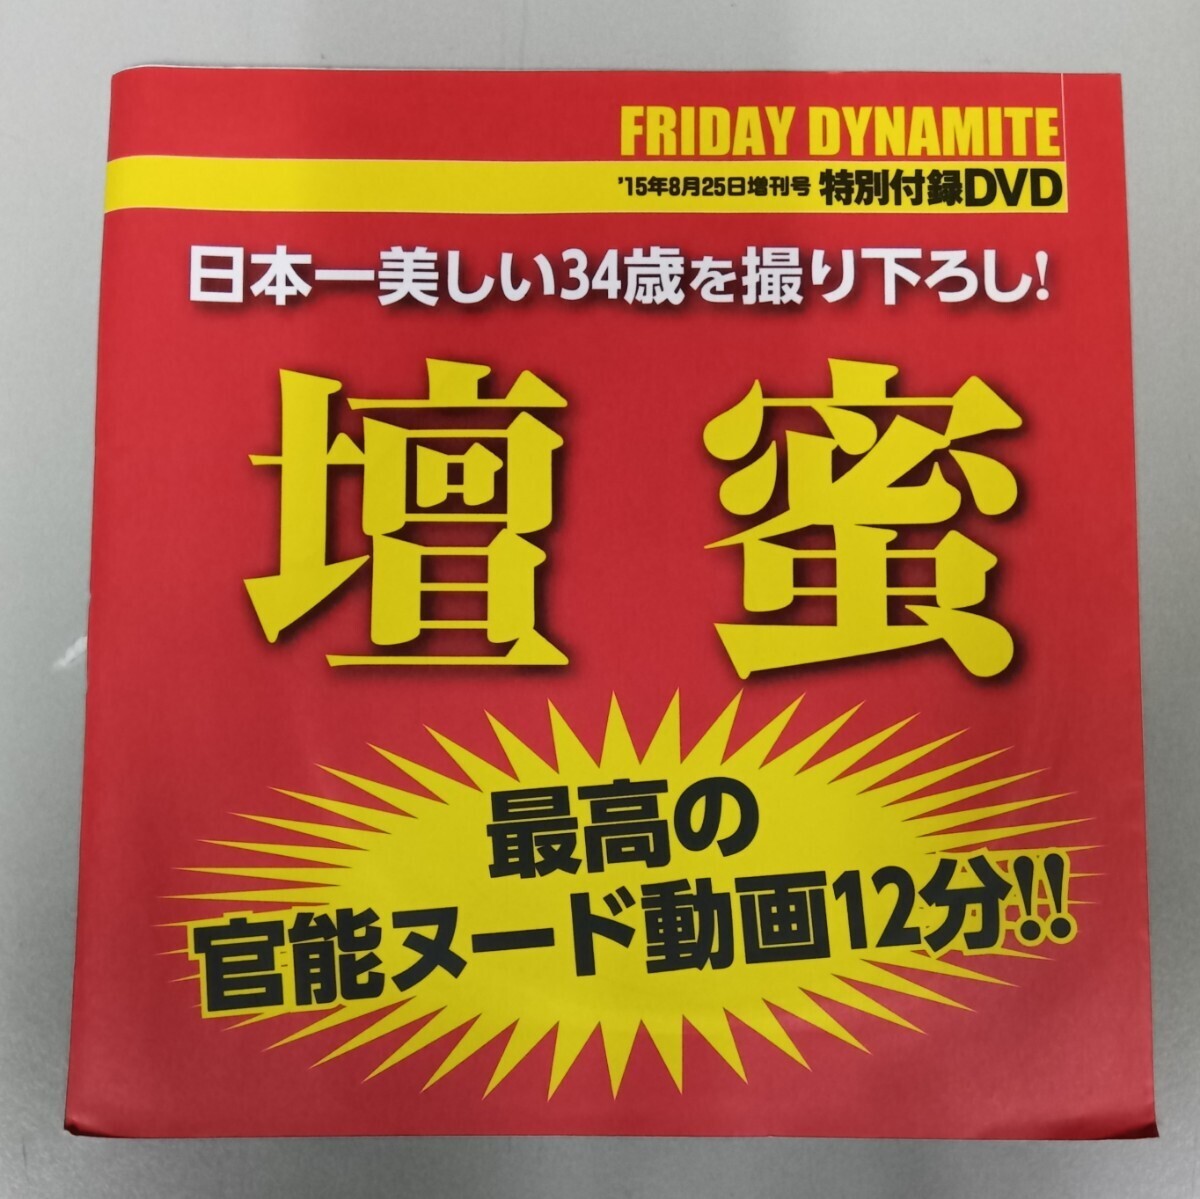 FRIDAY DYNAMITE
'15年8月25日増刊号 特別付録DVD
日本一美しい34歳を撮り下ろし!
壇蜜
最高の
官能ヌード動画12分!!